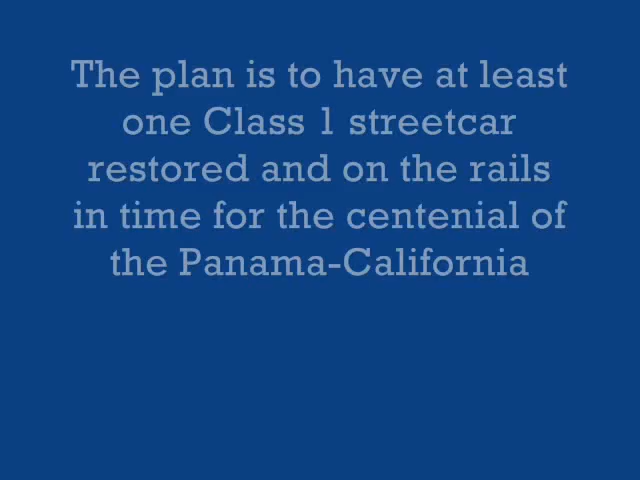 The plan is to have at least
one Class 1 streetcar
restored and on the rails
in time for the centenial of
the Panama-California